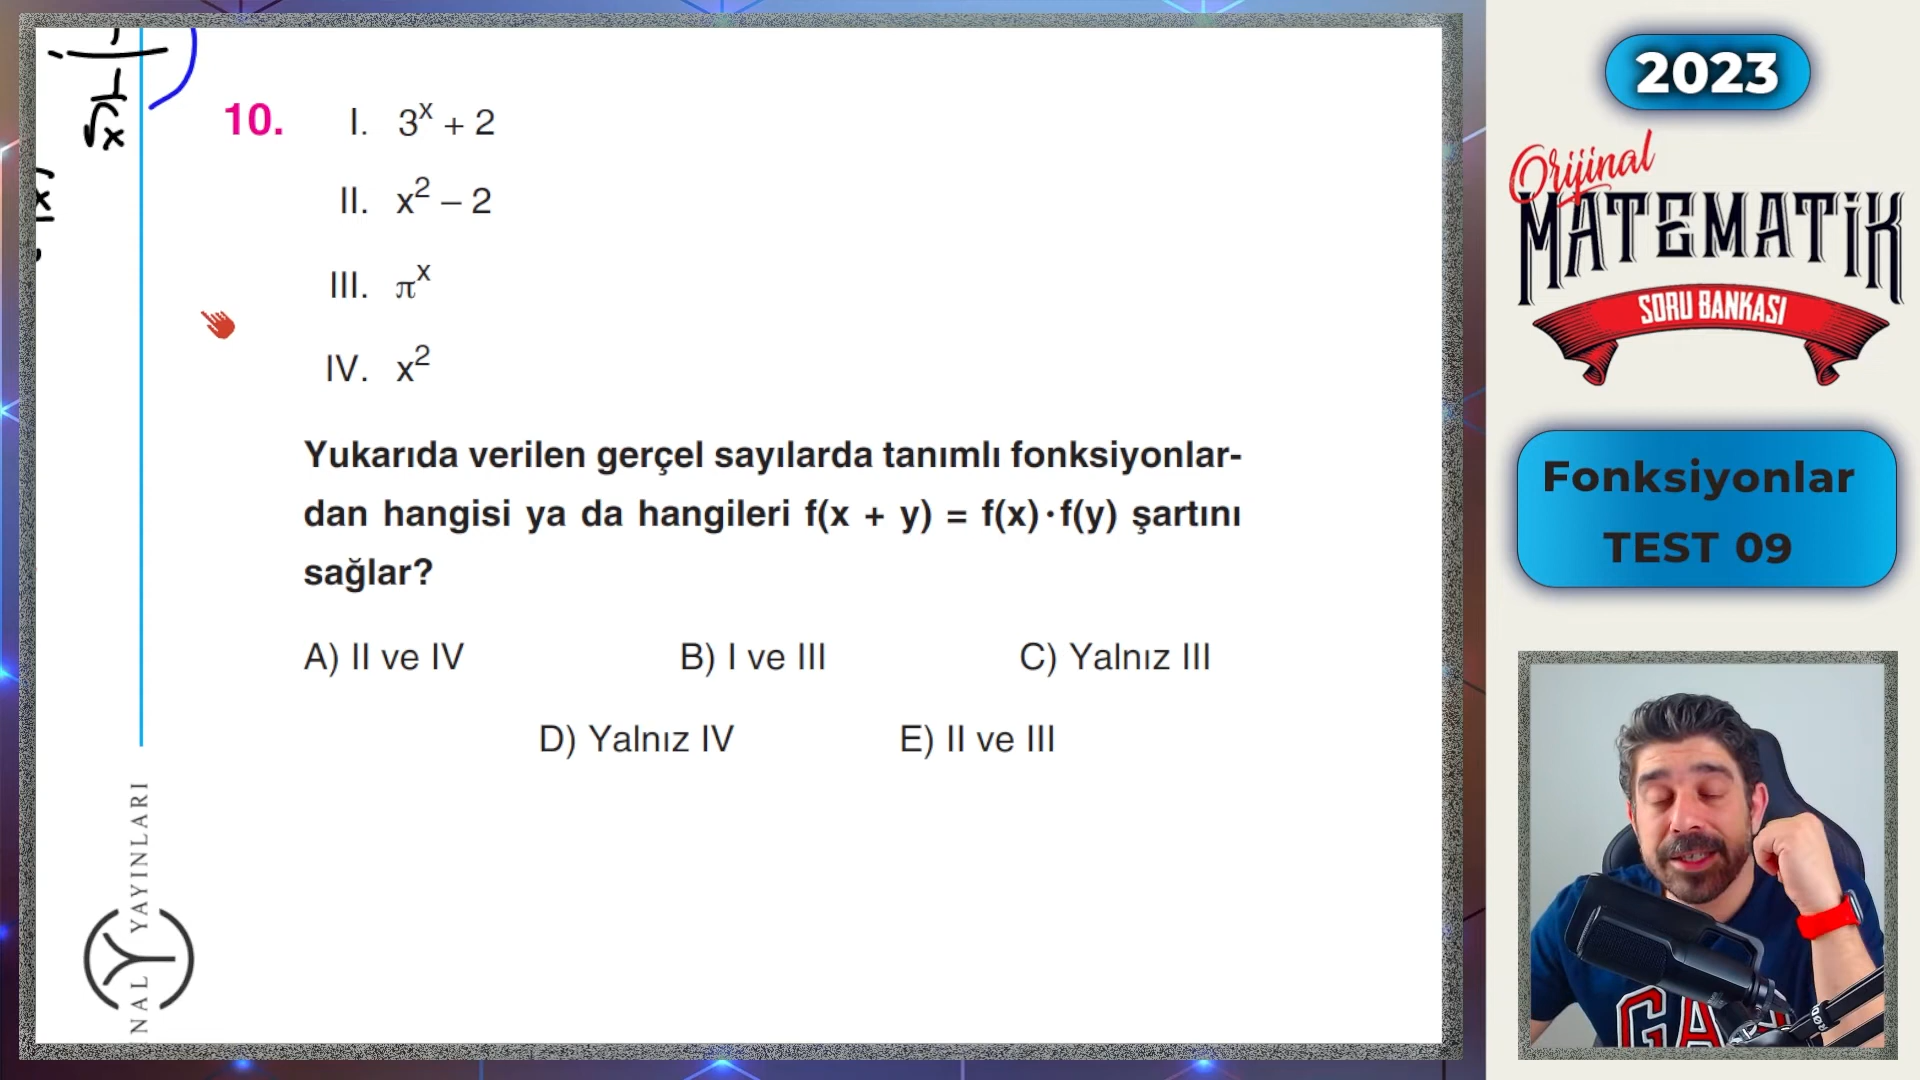 1
√x
x
10.
I. 3^x + 2
II. x² – 2
III. π^x
IV. x²
Yukarıda verilen gerçel sayılarda tanımlı fonksiyonlar-
dan hangisi ya da hangileri f(x + y) = f(x)·f(y) şartını
sağlar?
A) II ve IV
B) I ve III
C) Yalnız III
D) Yalnız IV
E) II ve III
NAL YAYINLARI
2023
Orijinal
MATEMATİK
SORU BANKASI
Fonksiyonlar
TEST 09
GA